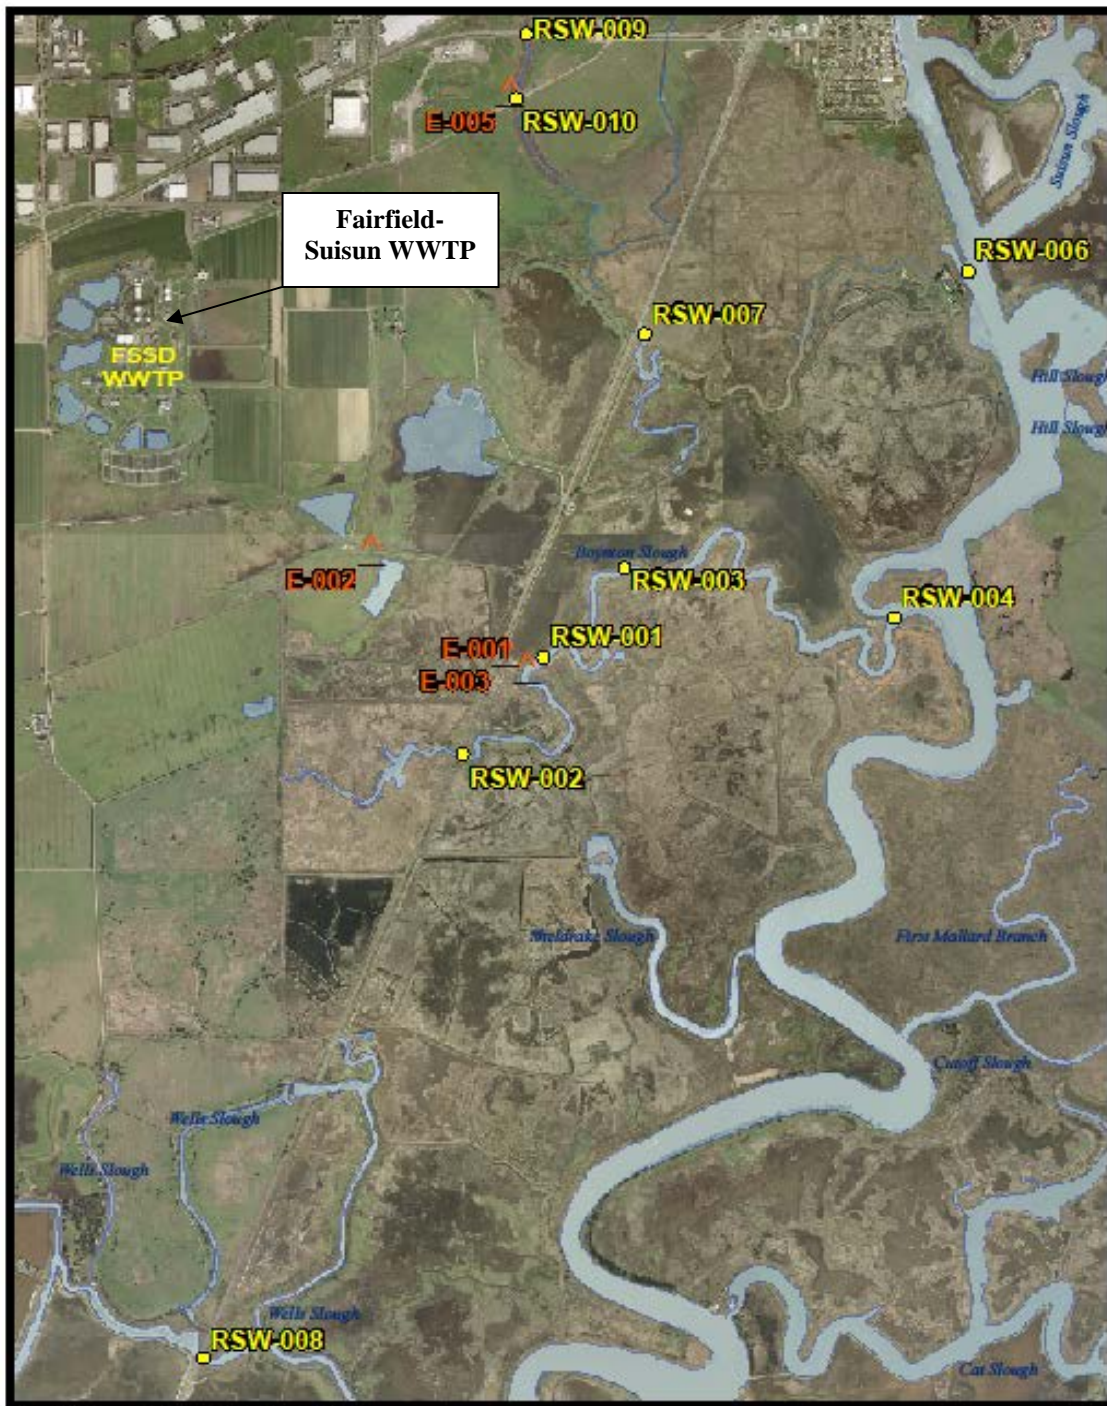 RSW-009
E-005
RSW-010
Suisun Slough
Fairfield-
Suisun WWTP
RSW-006
RSW-007
FSSD
WWTP
Hill Slough
Hill Slough
Boynton Slough
E-002
RSW-003
RSW-004
E-001
RSW-001
E-003
RSW-002
Sheldrake Slough
First Mallard Branch
Cutoff Slough
Wells Slough
Wells Slough
Wells Slough
RSW-008
Cat Slough